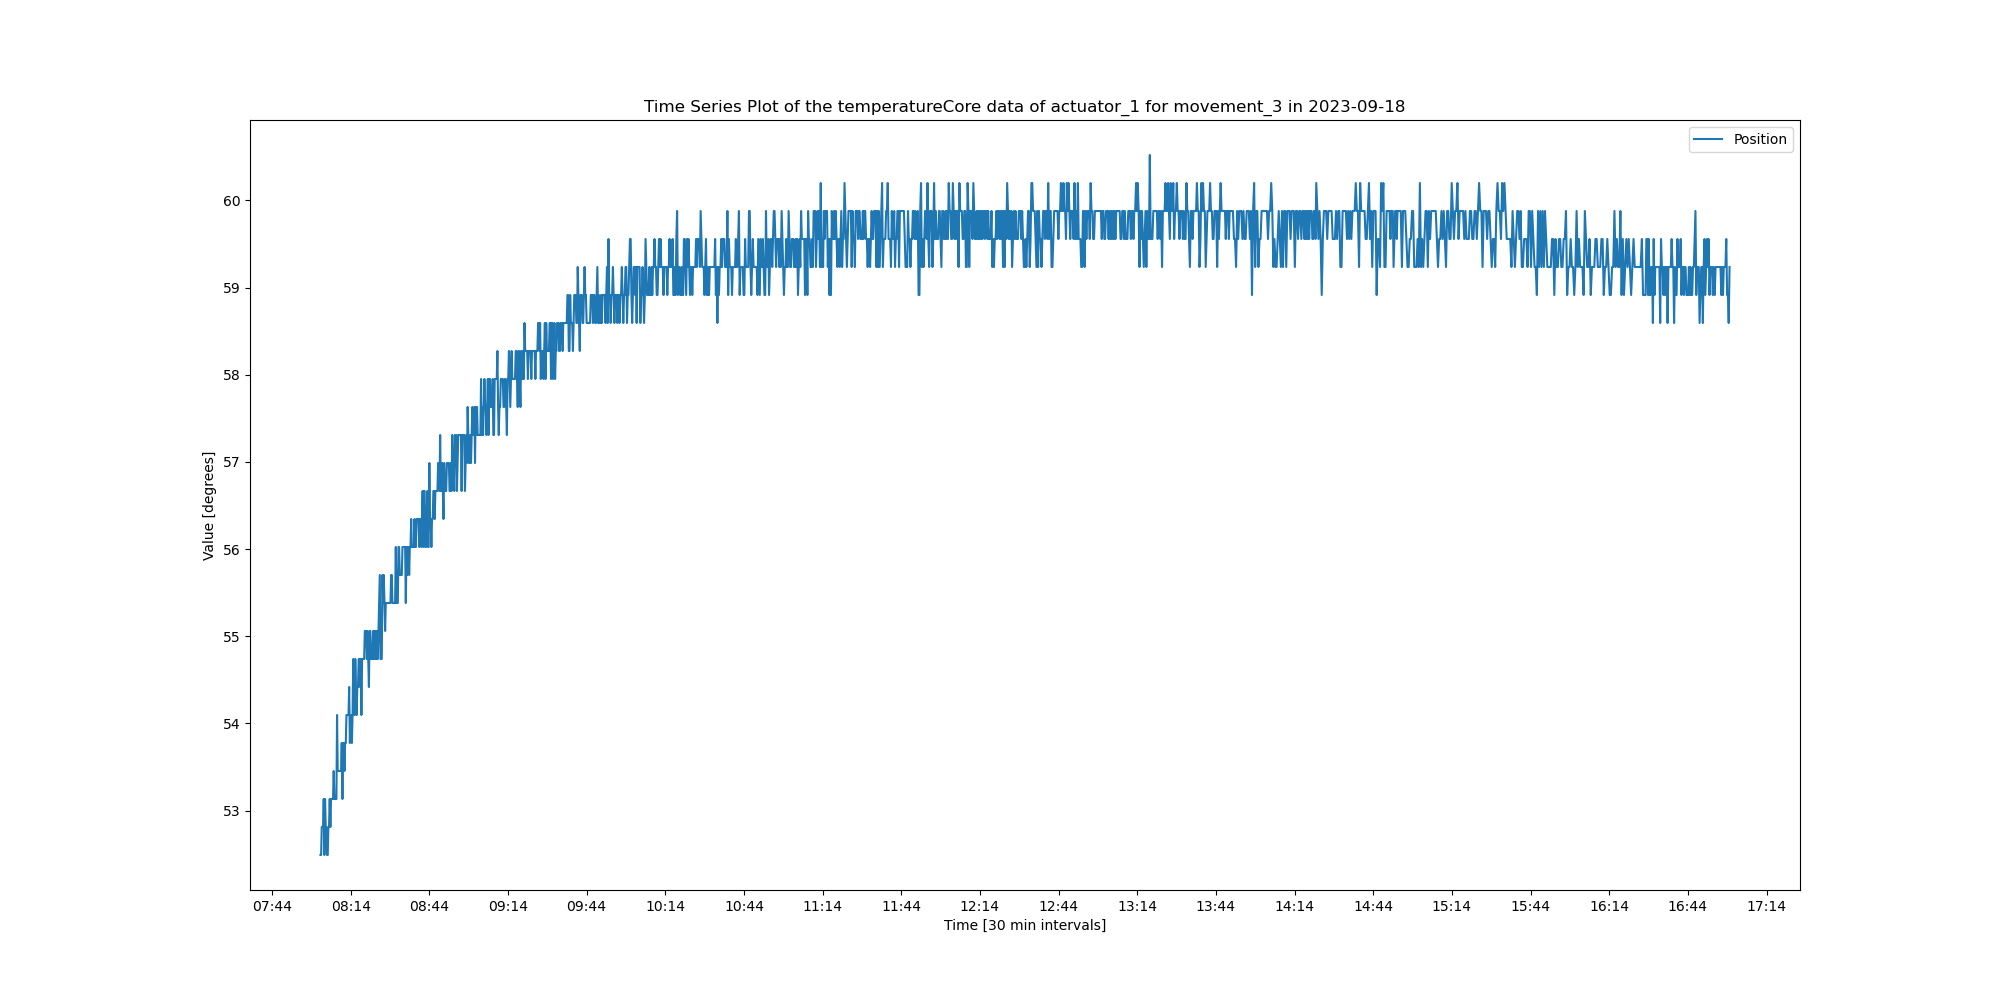 Time Series Plot of the temperatureCore data of actuator_1 for movement_3 in 2023-09-18
Position
60
59
58
57
56
55
54
53
Value [degrees]
07:44 08:14 08:44 09:14 09:44 10:14 10:44 11:14 11:44 12:14 12:44 13:14 13:44 14:14 14:44 15:14 15:44 16:14 16:44 17:14
Time [30 min intervals]